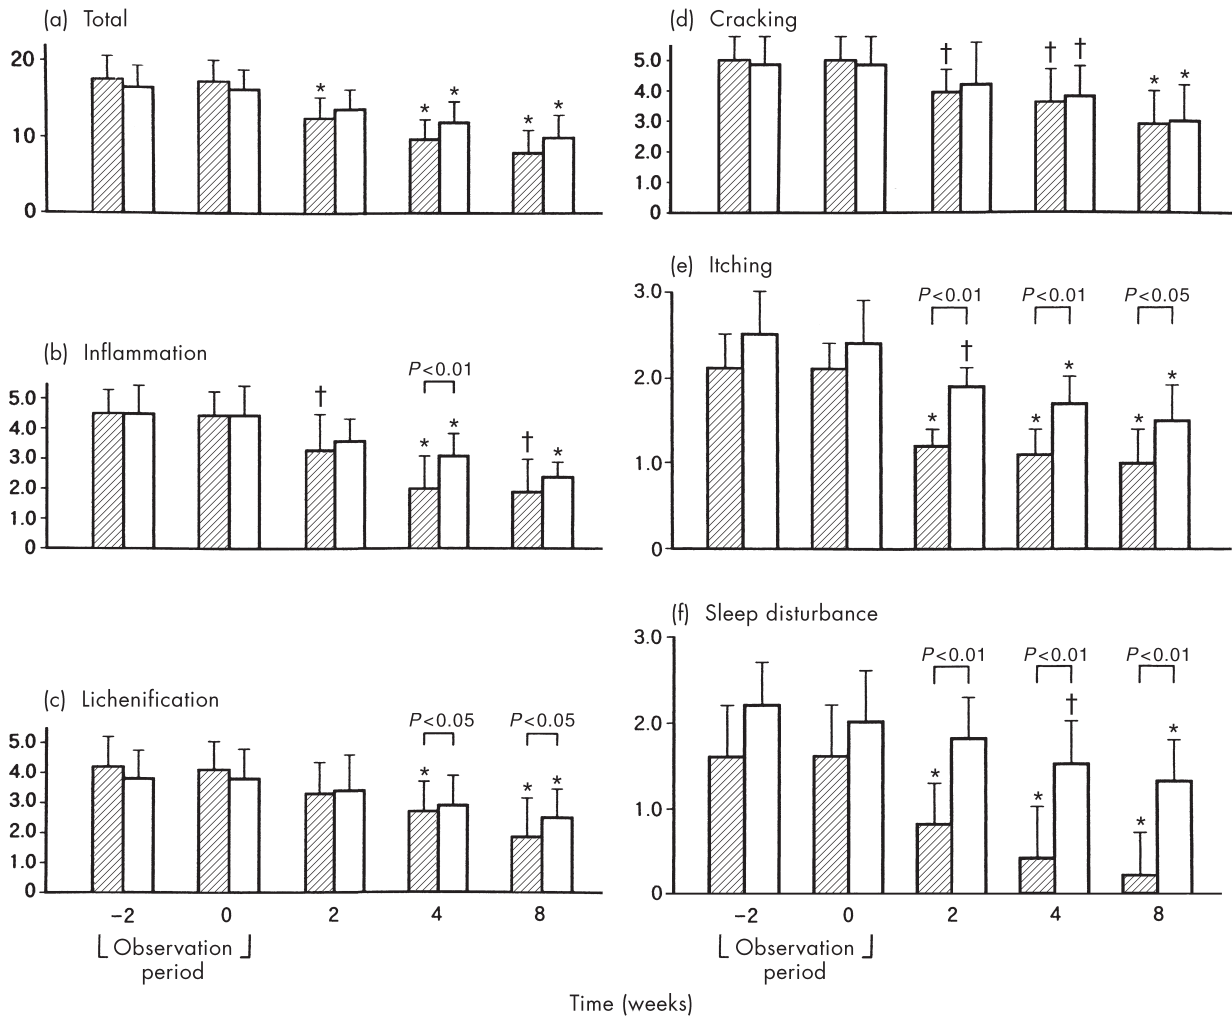 (a) Total
20
10
0
* * * * *
(b) Inflammation
5.0
4.0
3.0
2.0
1.0
0
P<0.01
† * * † *
(c) Lichenification
5.0
4.0
3.0
2.0
1.0
0
P<0.05 P<0.05
* * *
−2 0 2 4 8
Observation
period
(d) Cracking
5.0
4.0
3.0
2.0
1.0
0
† † † * *
(e) Itching
3.0
2.0
1.0
0
P<0.01 P<0.01 P<0.05
* † * * * *
(f) Sleep disturbance
3.0
2.0
1.0
0
P<0.01 P<0.01 P<0.01
* * † * *
−2 0 2 4 8
Observation
period
Time (weeks)